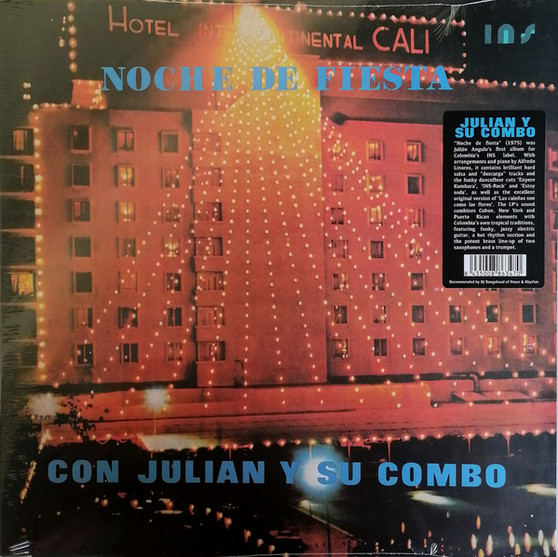 HOTEL INTERCONTINENTAL CALI
INS
NOCHE DE FIESTA
JULIAN Y
SU COMBO
"Noche de fiesta" (1975) was
Julián Angulo's first album for
Colombia's INS label. With
arrangements and piano by Alfredo
Linares, it contains brilliant hard
salsa and "descarga" tracks and
the funky dancefloor cuts 'Enyere
Kumbara', 'INS-Rock' and 'Estoy
soda', as well as the excellent
original version of 'Las caleñas son
como las flores'. The LP's sound
combines Cuban, New York and
Puerto Rican elements with
Colombia's own tropical traditions,
featuring funky, jazzy electric
guitar, a hot rhythm section and
the potent brass line-up of two
saxophones and a trumpet.
Recommended by DJ Bongohead of Peace & Rhythm
CON JULIAN Y SU COMBO